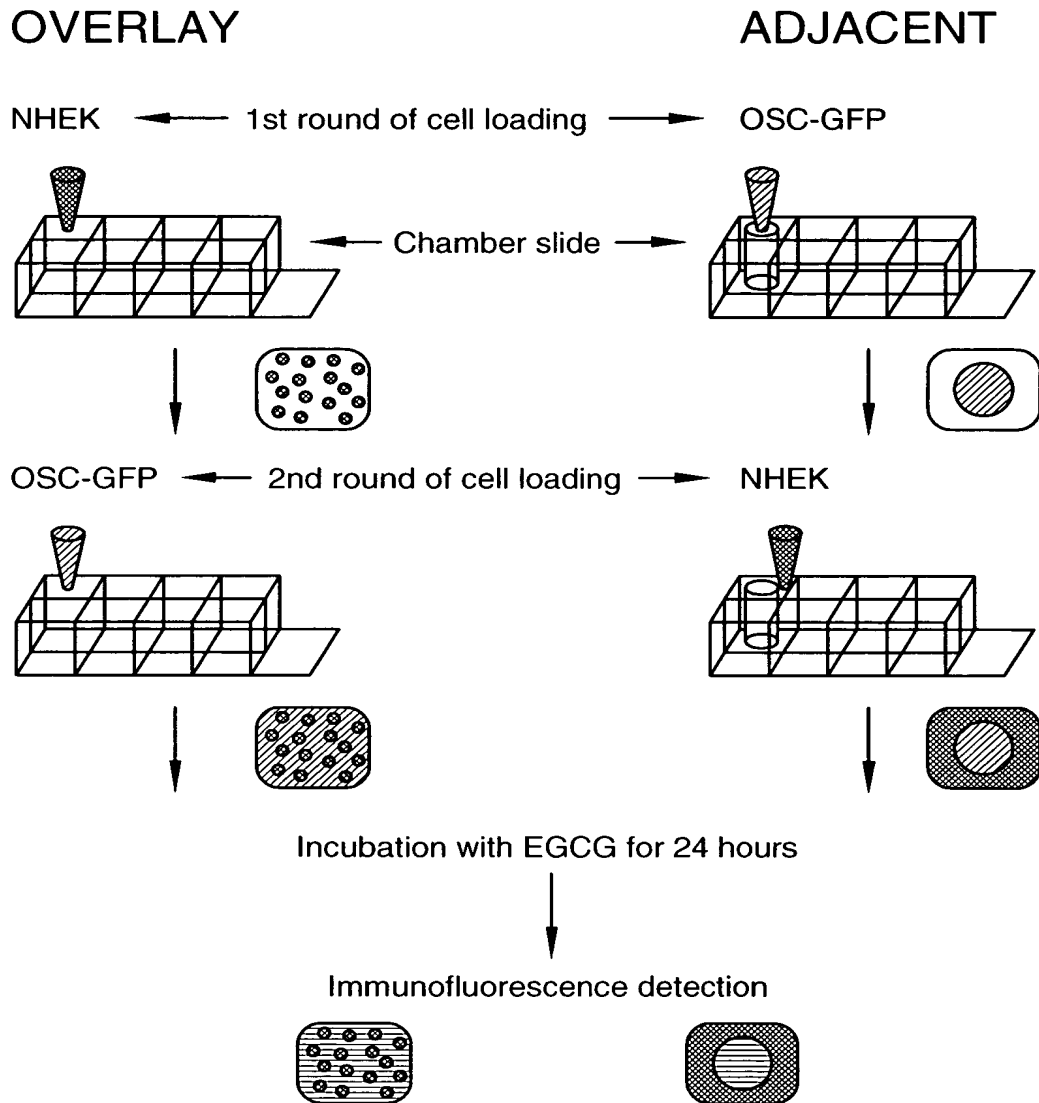 OVERLAY ADJACENT
NHEK 1st round of cell loading OSC-GFP
Chamber slide
OSC-GFP 2nd round of cell loading NHEK
Incubation with EGCG for 24 hours
Immunofluorescence detection